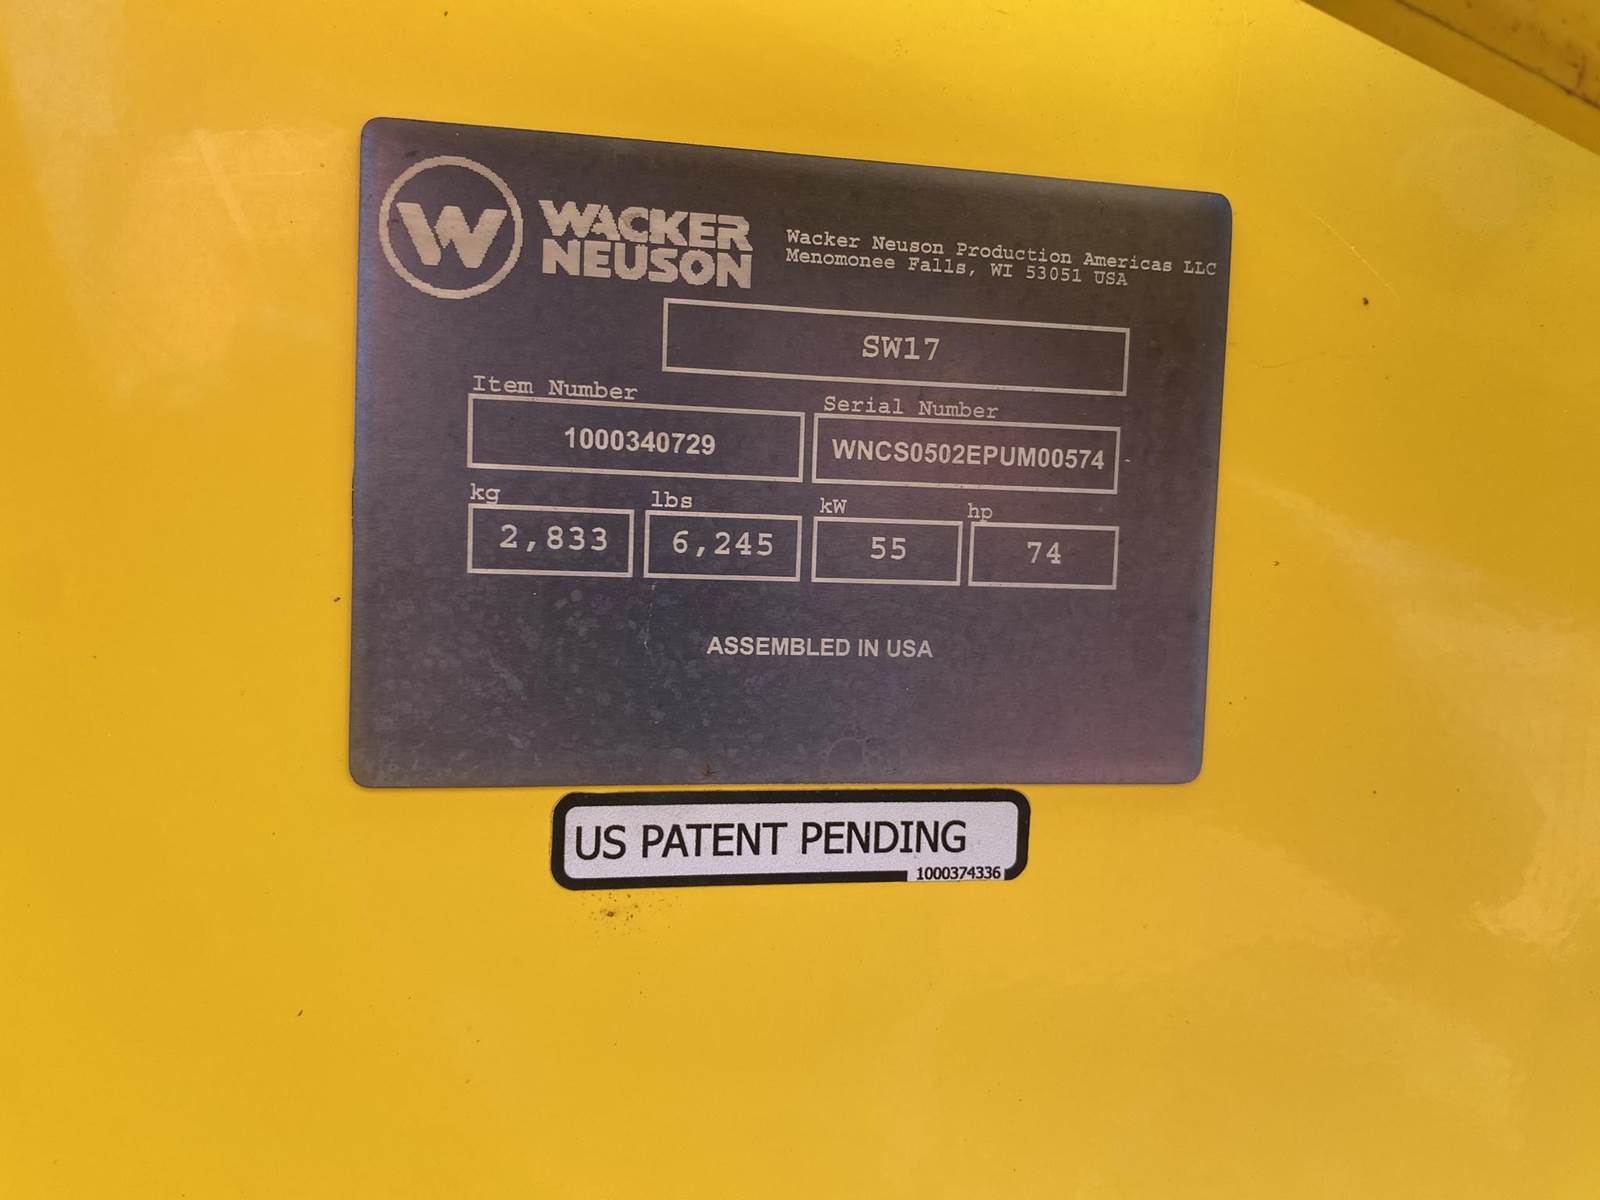 W
WACKER
NEUSON
Wacker Neuson Production Americas LLC
Menomonee Falls, WI 53051 USA
SW17
Item Number
Serial Number
1000340729
WNCS0502EPUM00574
kg
lbs
kW
hp
2,833
6,245
55
74
ASSEMBLED IN USA
US PATENT PENDING
1000374336